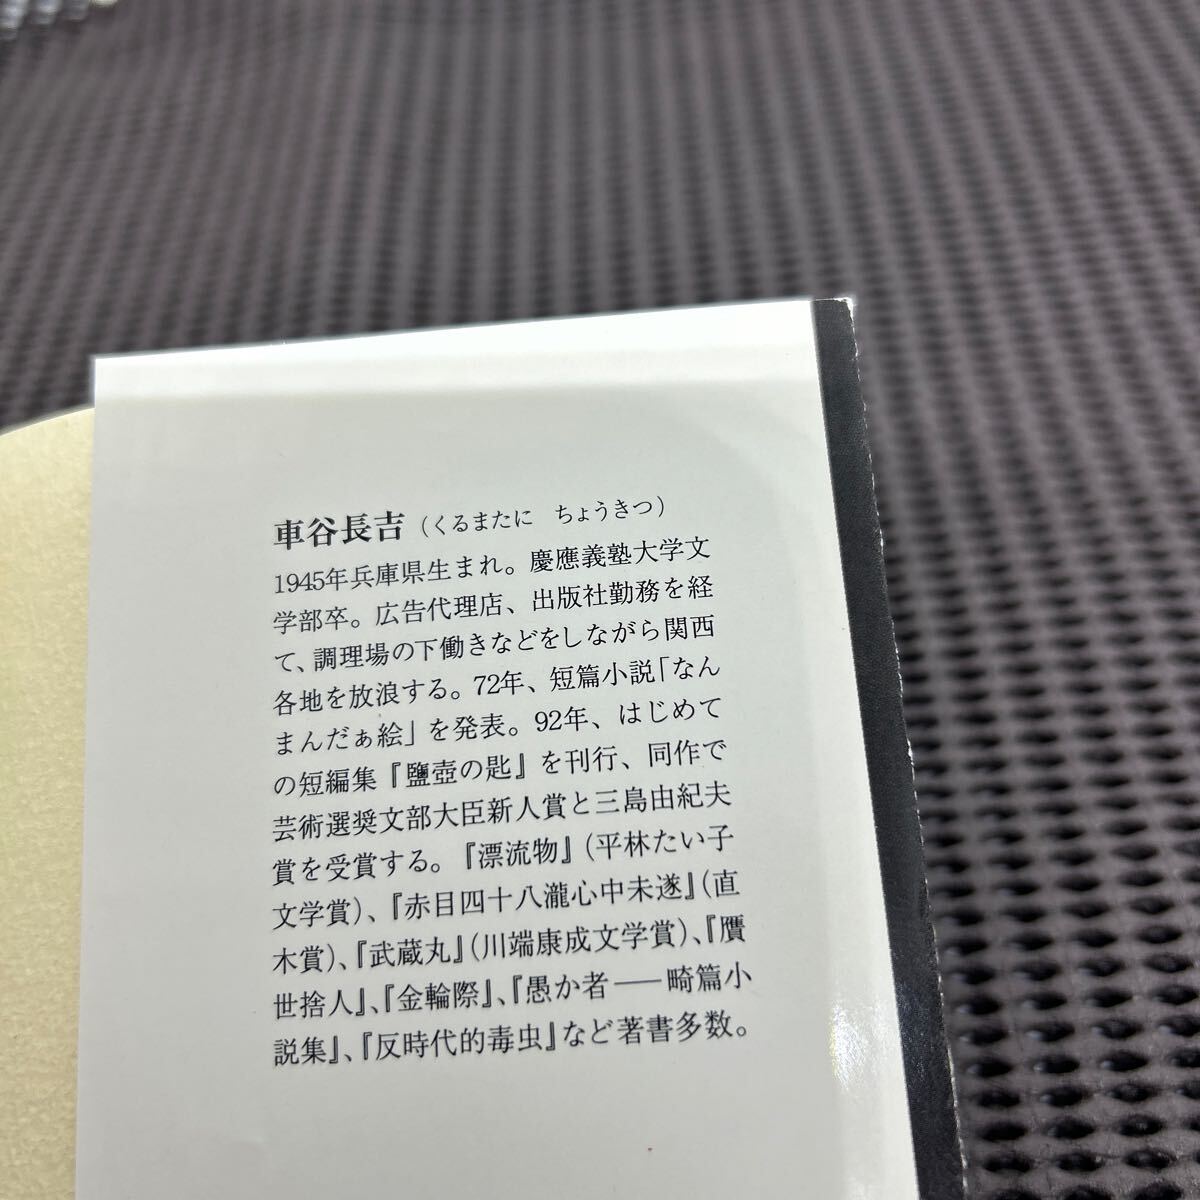 車谷長吉(くるまたに ちょうきつ)
1945年兵庫県生まれ。慶應義塾大学文
学部卒。広告代理店、出版社勤務を経
て、調理場の下働きなどをしながら関西
各地を放浪する。72年、短篇小説「なん
まんだぁ絵」を発表。92年、はじめて
の短編集『鹽壺の匙』を刊行、同作で
芸術選奨文部大臣新人賞と三島由紀夫
賞を受賞する。『漂流物』(平林たい子
文学賞)、『赤目四十八瀧心中未遂』(直
木賞)、『武蔵丸』(川端康成文学賞)、『贋
世捨人』、『金輪際』、『愚か者――畸篇小
説集』、『反時代的毒虫』など著書多数。